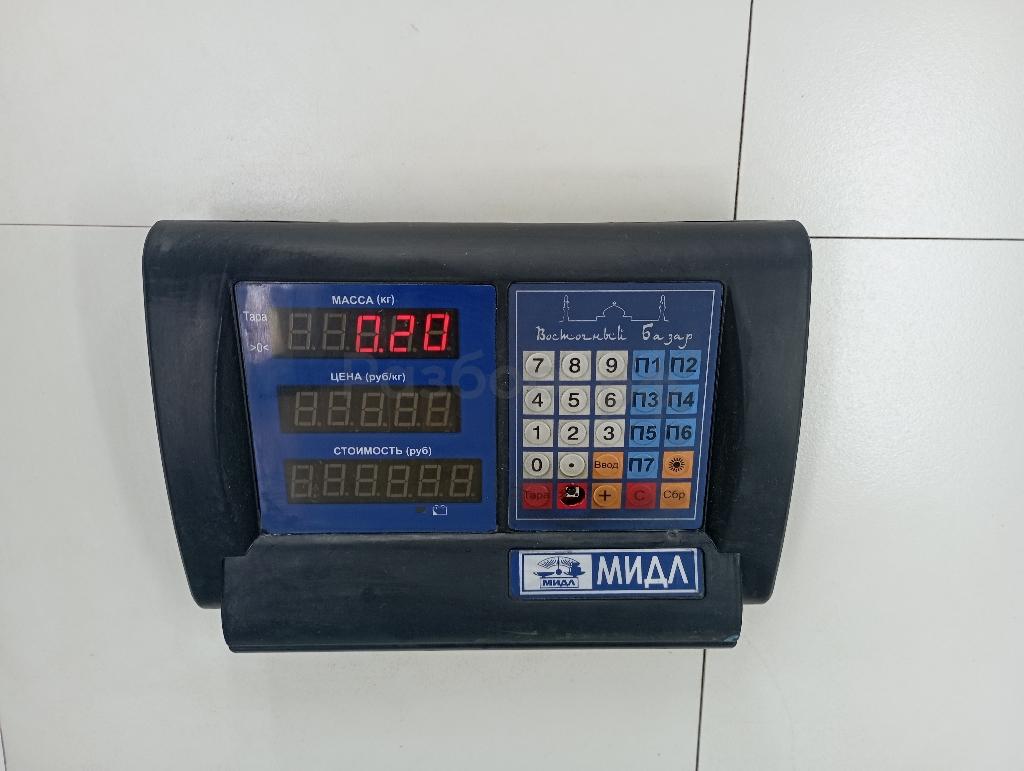 МАССА (кг)
Тара
0.20
>0<
ЦЕНА (руб/кг)
СТОИМОСТЬ (руб)
Восточный Базар
7 8 9 П1 П2
4 5 6 П3 П4
1 2 3 П5 П6
0 . Ввод П7
Тара + С Сбр
МИДЛ МИДЛ